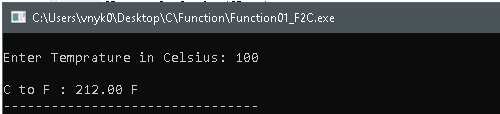 C:\Users\vnyk0\Desktop\C\Function\Function01_F2C.exe
Enter Temprature in Celsius: 100
C to F : 212.00 F
--------------------------------